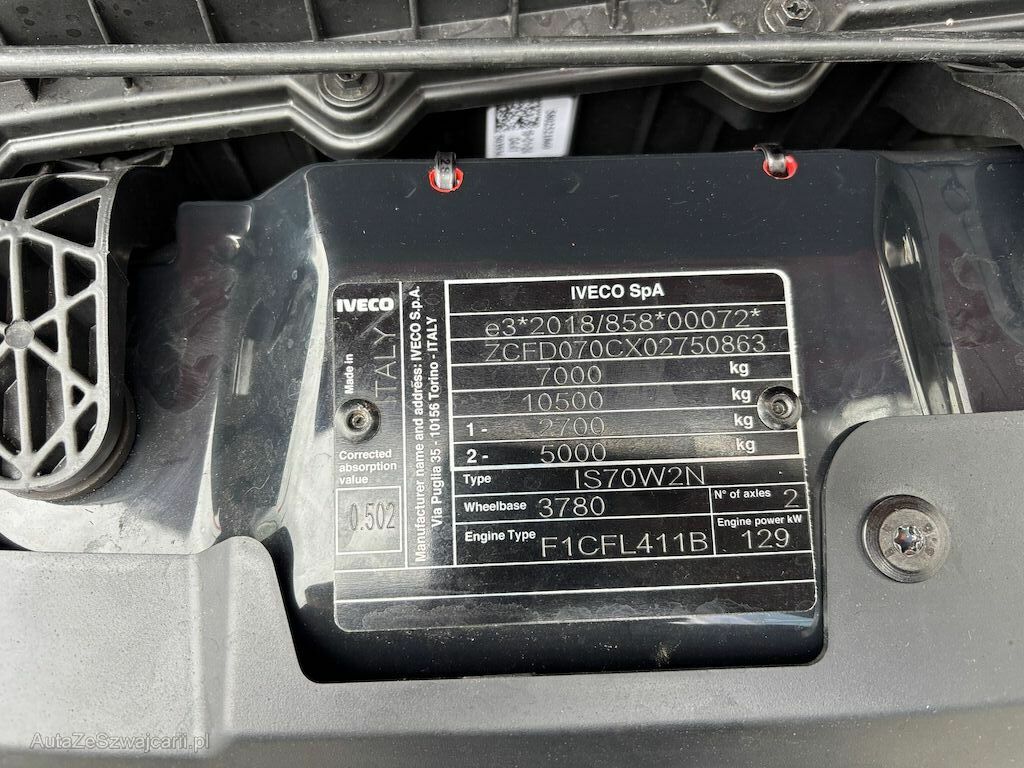 IVECO
Made in
ITALY
Corrected
absorption
value
0.502
Manufacturer name and address: IVECO S.p.A.
Via Puglia 35 - 10156 Torino - ITALY
IVECO SpA
e3*2018/858*00072*
ZCFD070CX02750863
7000 kg
10500 kg
1- 2700 kg
2- 5000 kg
Type IS70W2N
Wheelbase 3780 N° of axles 2
Engine Type F1CFL411B Engine power kW 129
AutaZeSzwajcarii.pl